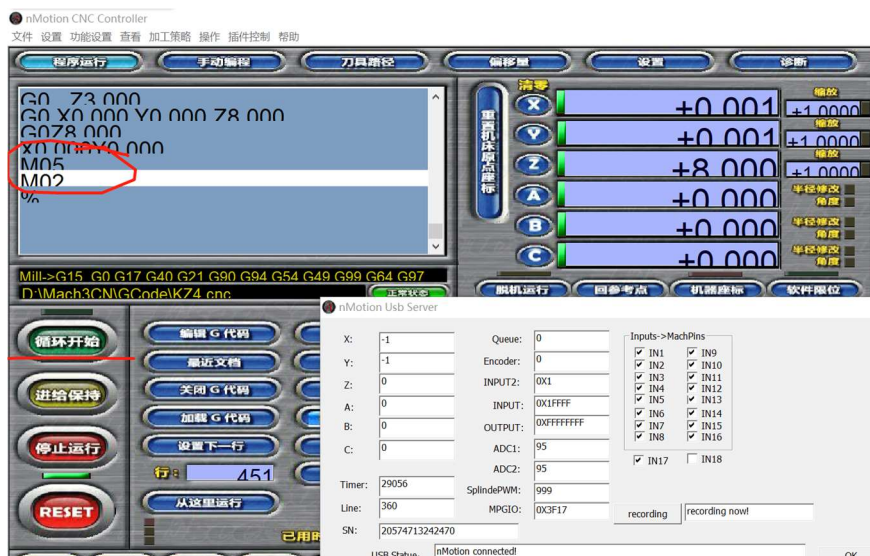 nMotion CNC Controller
文件 设置 功能设置 查看 加工策略 操作 插件控制 帮助
程序运行 手动编程 刀具路径 偏移量 设置 诊断
G0 Z3.000
G0 X0.000 Y0.000 Z8.000
G0Z8.000
X0.000Y0.000
M05
M02
%
重置机床原点座标
清零
缩放
X +0.001 +1.0000
缩放
Y +0.001 +1.0000
缩放
Z +8.000 +1.0000
A +0.000 半径修改 角度
B +0.000 半径修改 角度
C +0.000 半径修改 角度
Mill->G15 G0 G17 G40 G21 G90 G94 G54 G49 G99 G64 G97
D:\Mach3CN\GCode\KZ4.cnc 正常状态
脱机运行 回参考点 机器座标 软件限位
循环开始
进给保持
停止运行
RESET
编辑 G 代码
最近文档
关闭 G 代码
加载 G 代码
设置下一行
行: 451
从这里运行
已用时
nMotion Usb Server
X: -1
Y: -1
Z: 0
A: 0
B: 0
C: 0
Timer: 29056
Line: 360
SN: 20574713242470
Queue: 0
Encoder: 0
INPUT2: 0X1
INPUT: 0X1FFFF
OUTPUT: 0XFFFFFFFF
ADC1: 95
ADC2: 95
SplindePWM: 999
MPGIO: 0X3F17
Inputs->MachPins
IN1 IN9
IN2 IN10
IN3 IN11
IN4 IN12
IN5 IN13
IN6 IN14
IN7 IN15
IN8 IN16
IN17 IN18
recording recording now!
USB Statue: nMotion connected!
OK